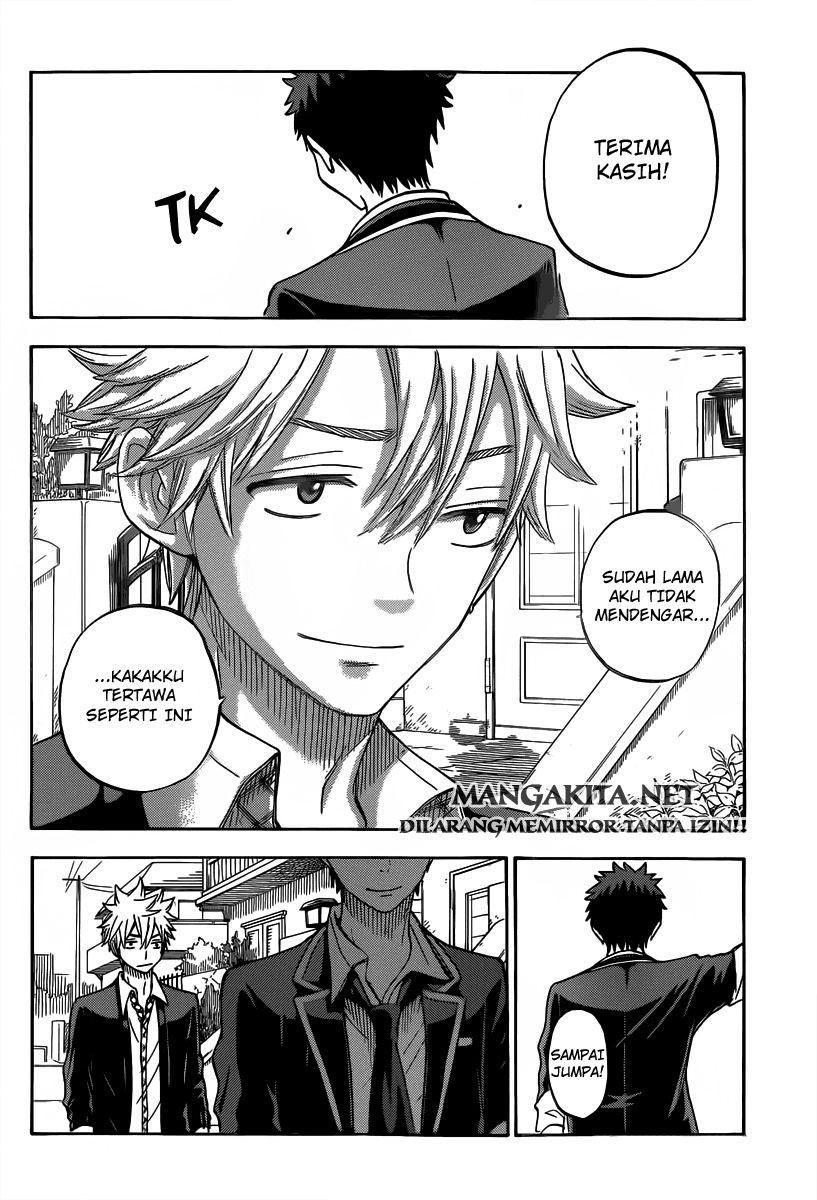 TERIMA
KASIH!
TK
SUDAH LAMA
AKU TIDAK
MENDENGAR...
...KAKAKKU
TERTAWA
SEPERTI INI
MANGAKITA.NET
DILARANG MEMIRROR TANPA IZIN!!
SAMPAI
JUMPA!